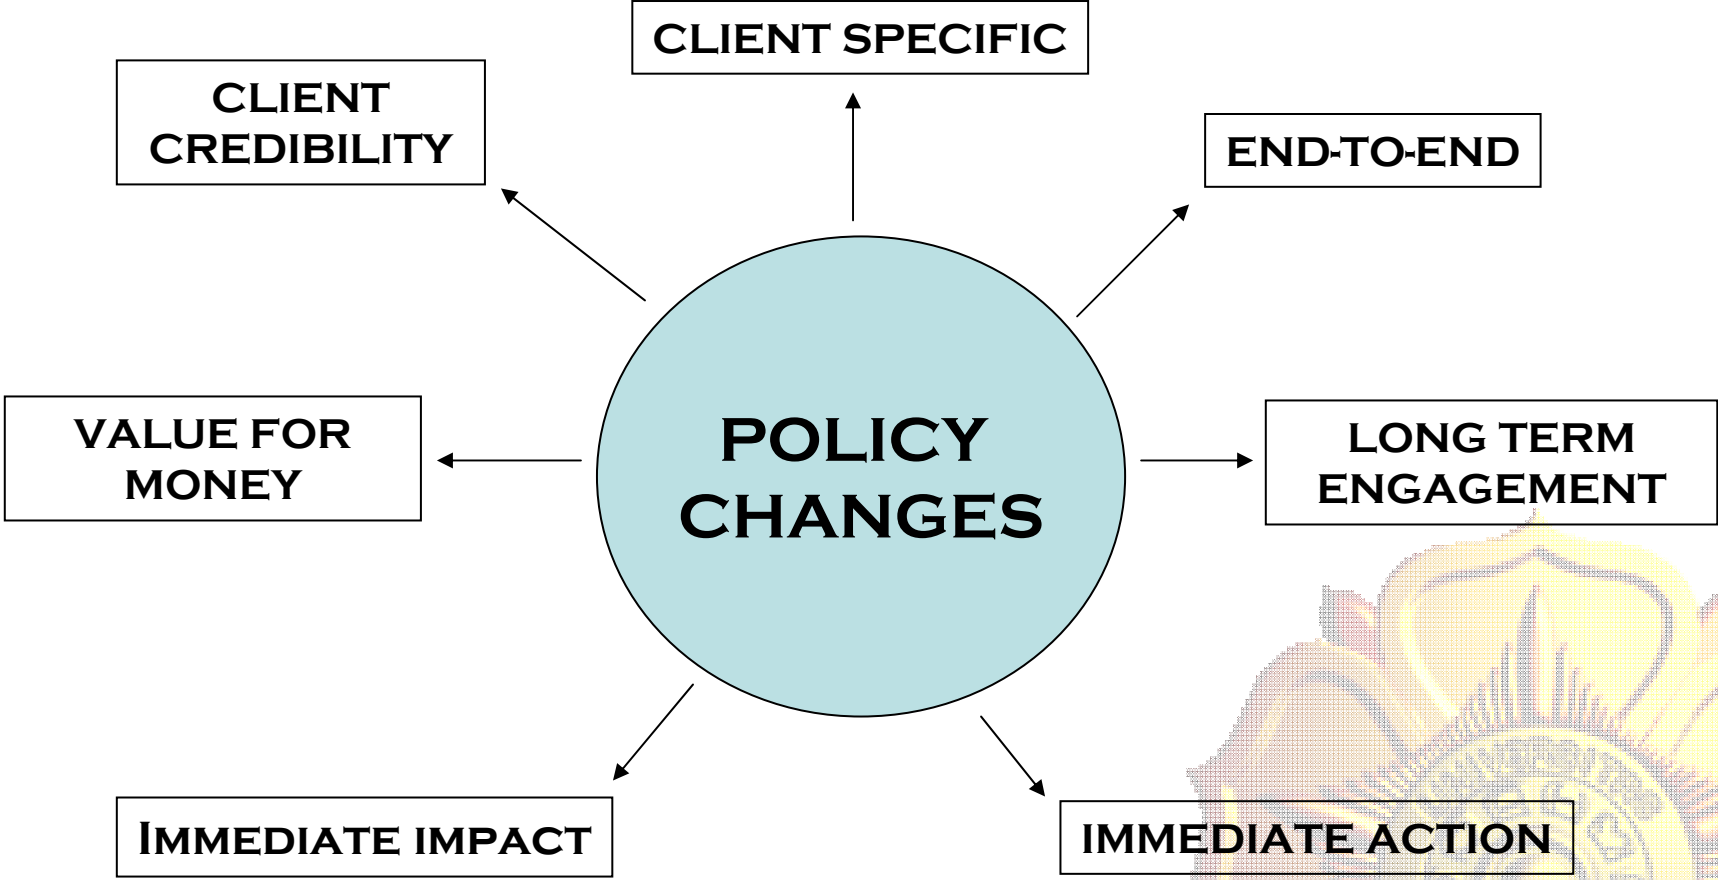 CLIENT SPECIFIC
CLIENT
CREDIBILITY
END-TO-END
VALUE FOR
MONEY
POLICY
CHANGES
LONG TERM
ENGAGEMENT
IMMEDIATE IMPACT
IMMEDIATE ACTION